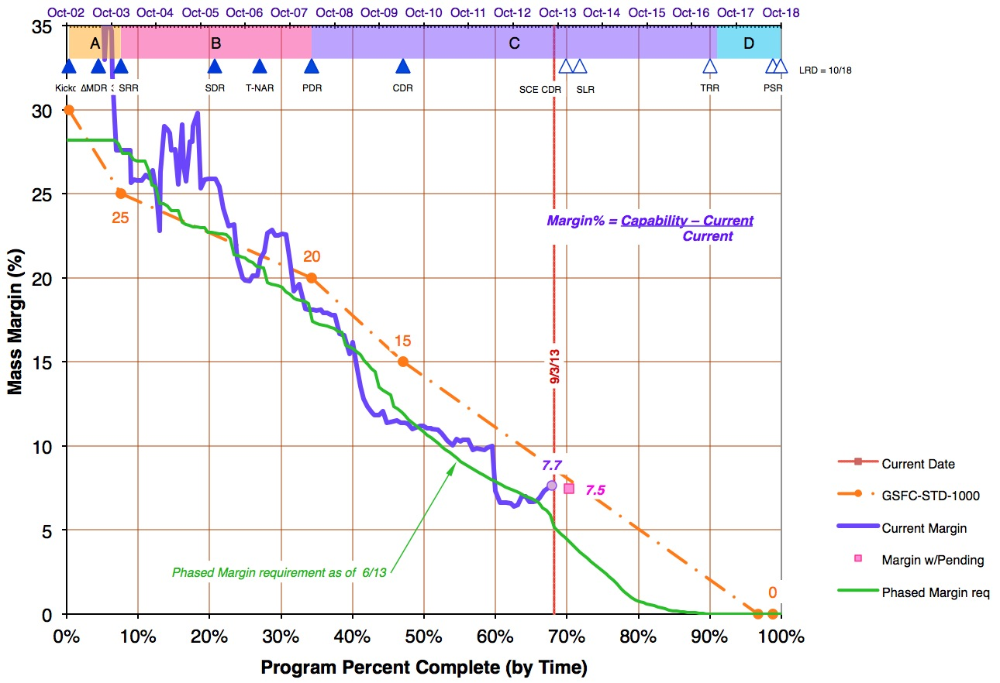 Oct-02 Oct-03 Oct-04 Oct-05 Oct-06 Oct-07 Oct-08 Oct-09 Oct-10 Oct-11 Oct-12 Oct-13 Oct-14 Oct-15 Oct-16 Oct-17 Oct-18
35
A B C D
LRD = 10/18
ΔMDR SRR SDR T-NAR PDR CDR SCE CDR SLR TRR PSR
30
25
25
Margin% = Capability – Current
Current
20
20
15
15
9/3/13
10
7.7
7.5
5
Phased Margin requirement as of 6/13
0
0
0% 10% 20% 30% 40% 50% 60% 70% 80% 90% 100%
Mass Margin (%)
Program Percent Complete (by Time)
Current Date
GSFC-STD-1000
Current Margin
Margin w/Pending
Phased Margin req